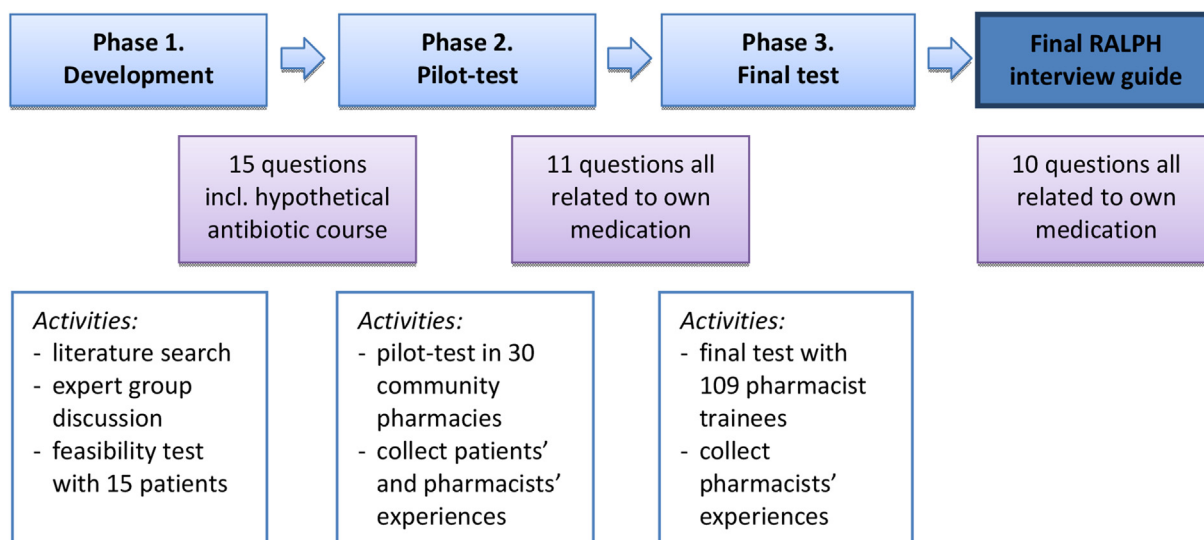 Phase 1.
Development
Phase 2.
Pilot-test
Phase 3.
Final test
Final RALPH
interview guide
15 questions
incl. hypothetical
antibiotic course
11 questions all
related to own
medication
10 questions all
related to own
medication
Activities:
- literature search
- expert group
discussion
- feasibility test
with 15 patients
Activities:
- pilot-test in 30
community
pharmacies
- collect patients’
and pharmacists’
experiences
Activities:
- final test with
109 pharmacist
trainees
- collect
pharmacists’
experiences